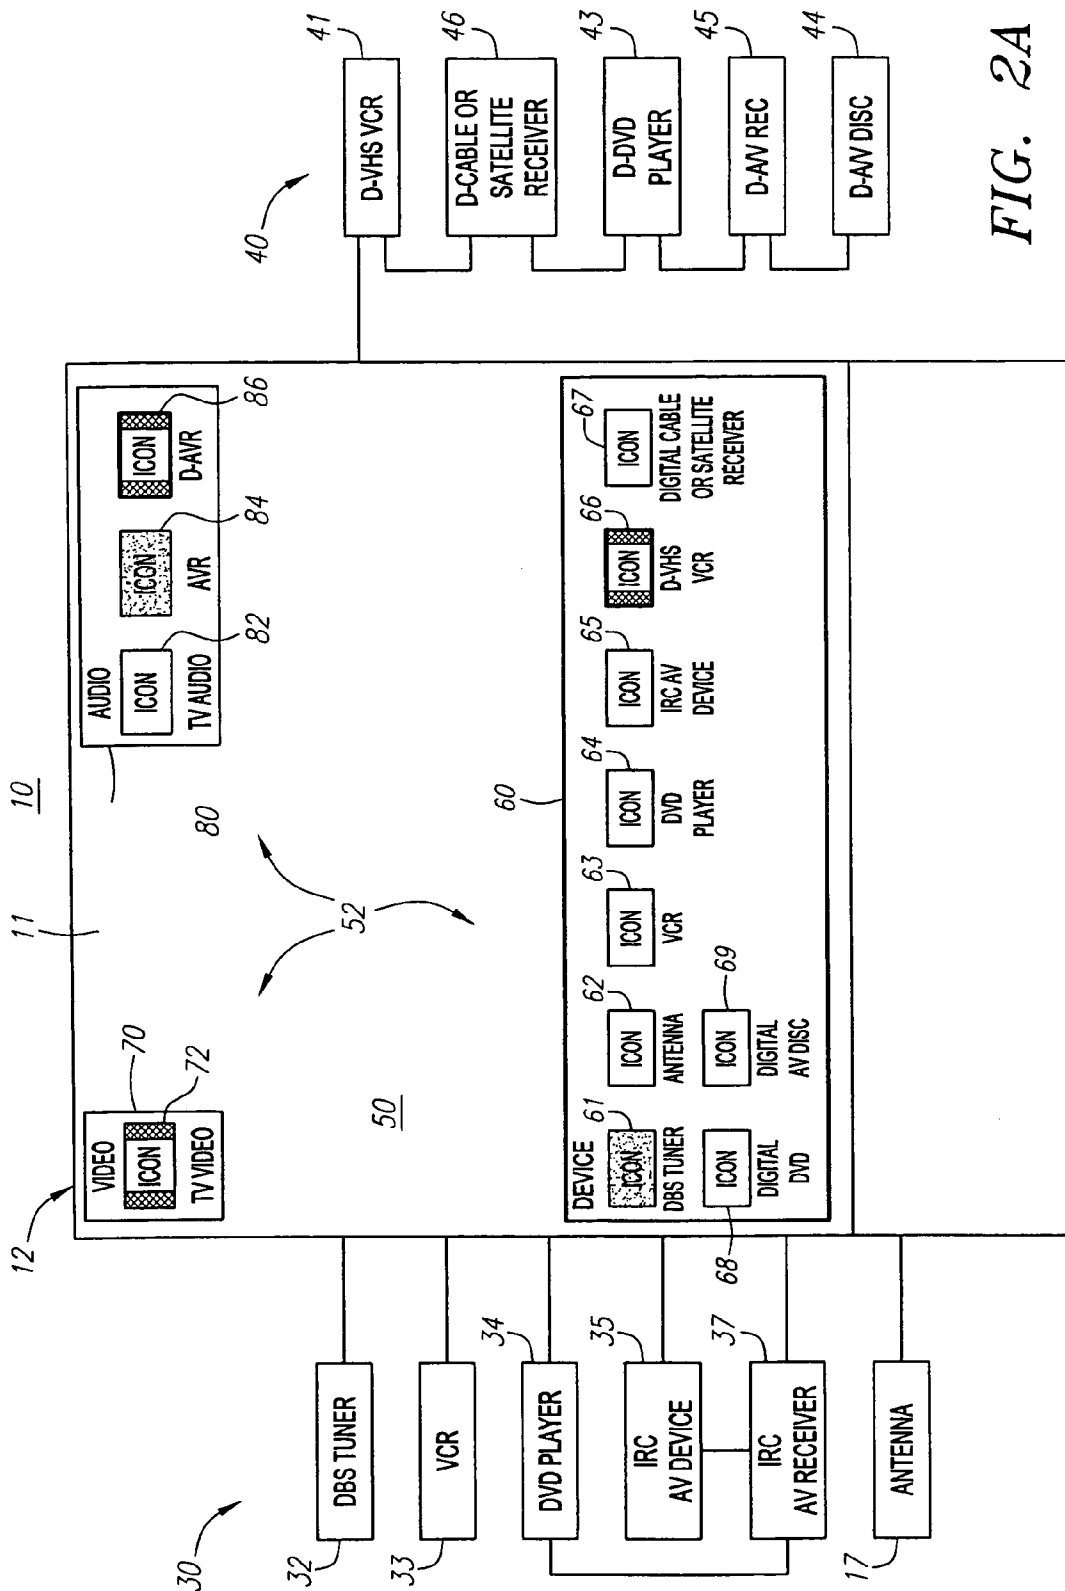 10
11
12
VIDEO
ICON
TV VIDEO
70
72
AUDIO
ICON
TV AUDIO
82
ICON
AVR
84
ICON
D-AVR
86
80
52
50
60
DEVICE
ICON
DBS TUNER
61
ICON
ANTENNA
62
ICON
VCR
63
ICON
DVD
PLAYER
64
ICON
IRC AV
DEVICE
65
ICON
D-VHS
VCR
66
ICON
DIGITAL CABLE
OR SATELLITE
RECEIVER
67
ICON
DIGITAL
DVD
68
ICON
DIGITAL
AV DISC
69
30
DBS TUNER
32
VCR
33
DVD PLAYER
34
IRC
AV DEVICE
35
IRC
AV RECEIVER
37
ANTENNA
17
40
D-VHS VCR
41
D-CABLE OR
SATELLITE
RECEIVER
46
D-DVD
PLAYER
43
D-A/V REC
45
D-A/V DISC
44
FIG. 2A